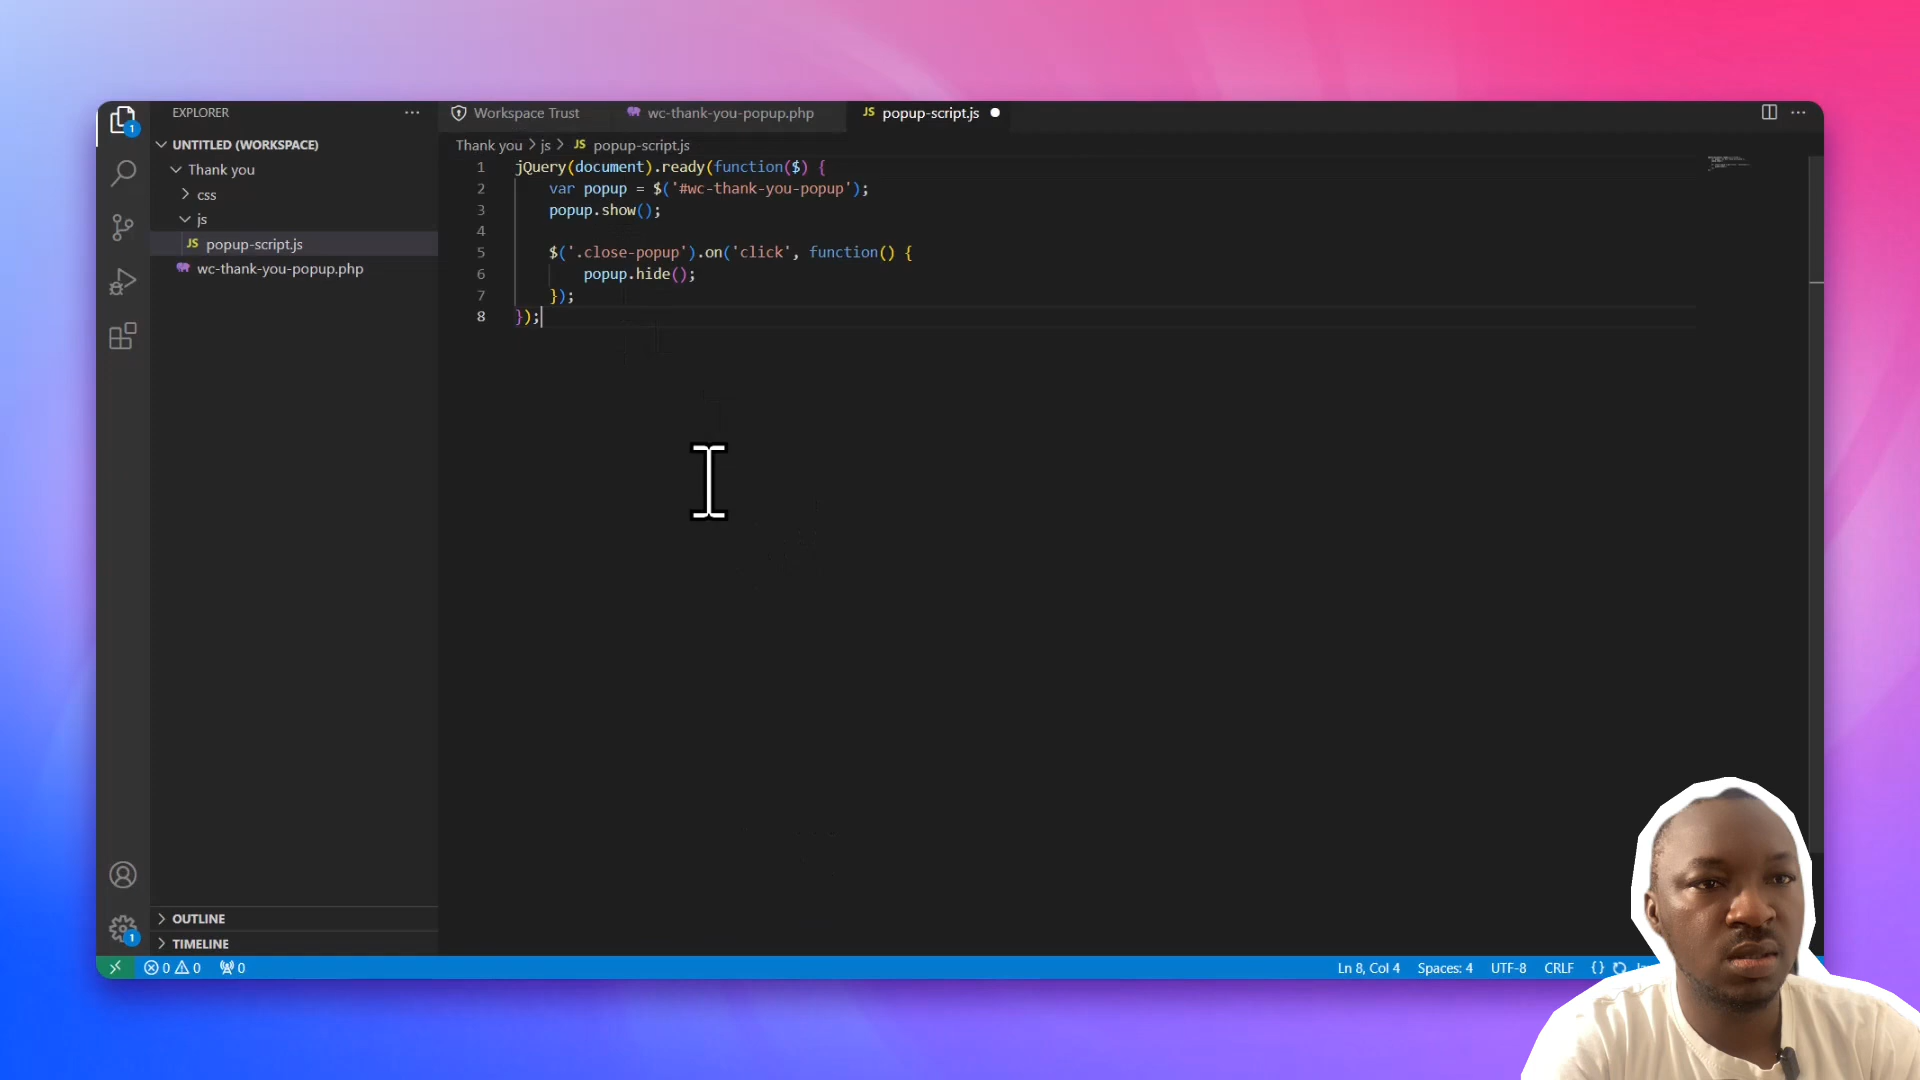 EXPLORER
UNTITLED (WORKSPACE)
Thank you
css
js
JS popup-script.js
wc-thank-you-popup.php
OUTLINE
TIMELINE
Workspace Trust
wc-thank-you-popup.php
JS popup-script.js
Thank you > js > JS popup-script.js
1 jQuery(document).ready(function($) {
2 var popup = $('#wc-thank-you-popup');
3 popup.show();
4
5 $('.close-popup').on('click', function() {
6 popup.hide();
7 });
8 });
1
1
0 0 0
Ln 8, Col 4 Spaces: 4 UTF-8 CRLF {}